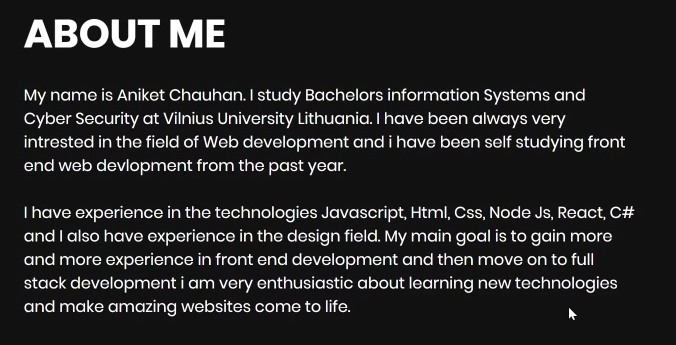 ABOUT ME
My name is Aniket Chauhan. I study Bachelors information Systems and
Cyber Security at Vilnius University Lithuania. I have been always very
intrested in the field of Web development and i have been self studying front
end web devlopment from the past year.
I have experience in the technologies Javascript, Html, Css, Node Js, React, C#
and I also have experience in the design field. My main goal is to gain more
and more experience in front end development and then move on to full
stack development i am very enthusiastic about learning new technologies
and make amazing websites come to life.